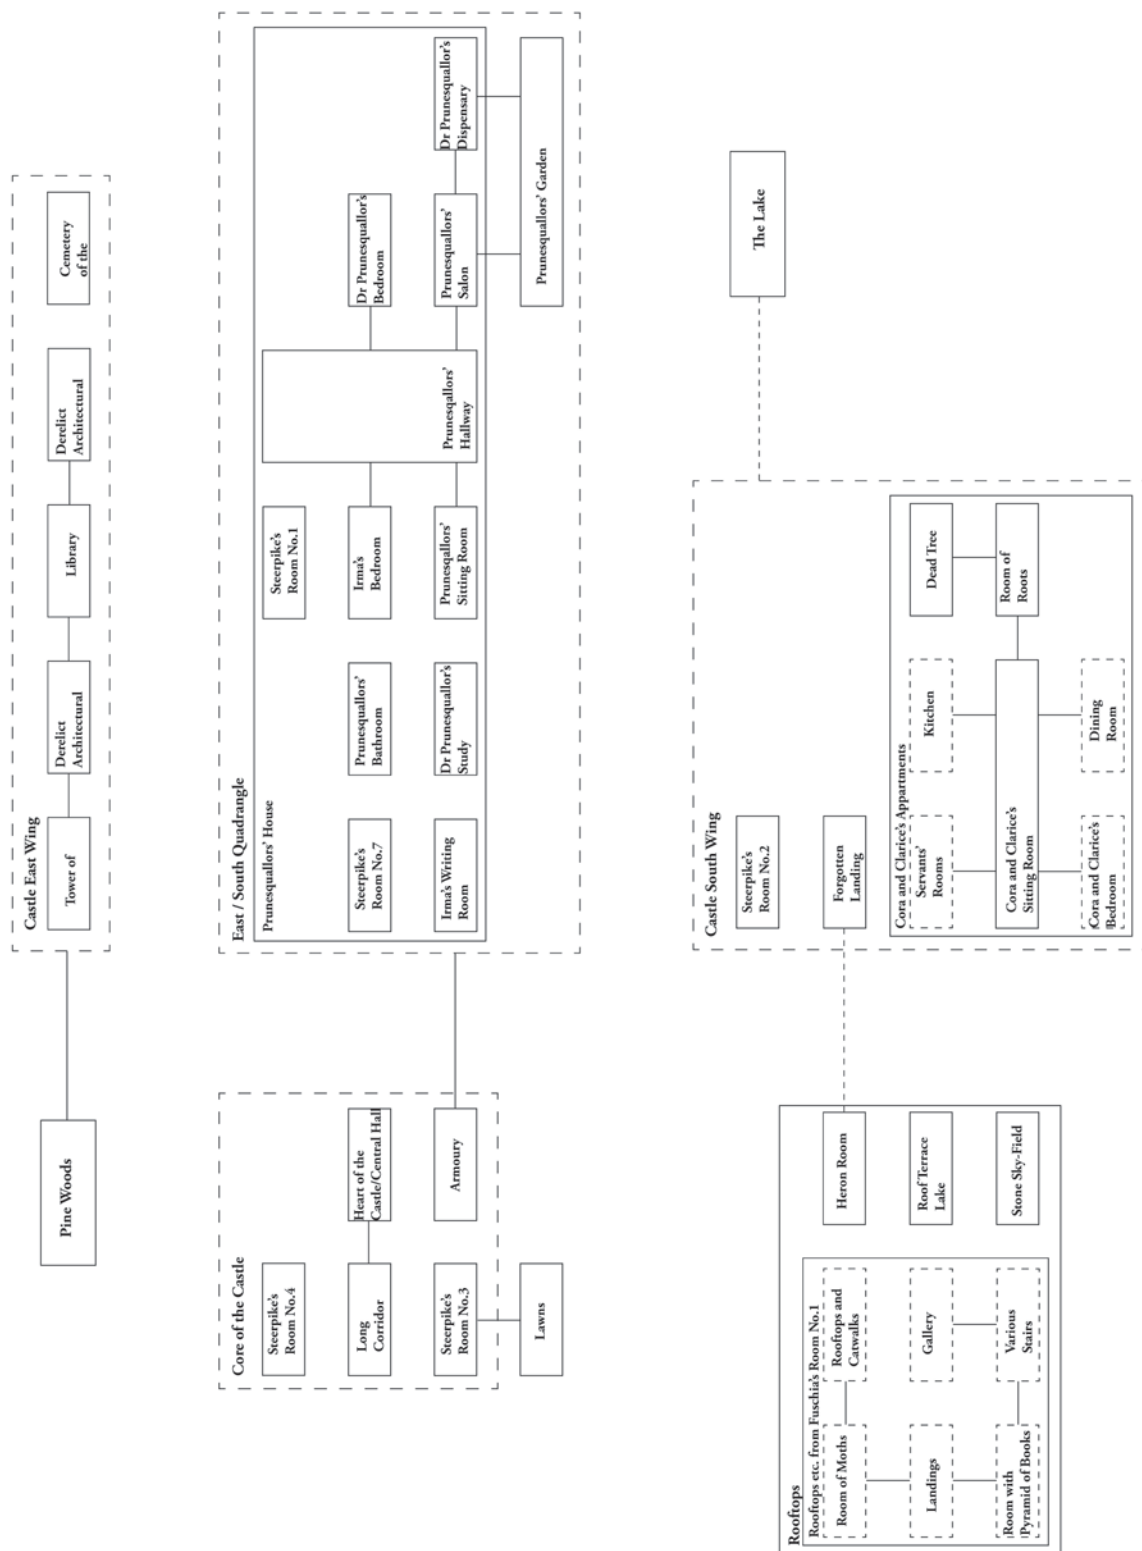 Castle East Wing
Tower of
Derelict
Architectural
Library
Derelict
Architectural
Cemetery
of the
Pine Woods
East / South Quadrangle
Prunesquallors' House
Steerpike's
Room No.1
Steerpike's
Room No.7
Prunesquallors'
Bathroom
Irma's
Bedroom
Dr Prunesquallor's
Bedroom
Irma's Writing
Room
Dr Prunesquallor's
Study
Prunesqallors'
Sitting Room
Prunesqallors'
Hallway
Prunesquallors'
Salon
Dr Prunesquallor's
Dispensary
Prunesquallors' Garden
Core of the Castle
Steerpike's
Room No.4
Long
Corridor
Heart of the
Castle/Central Hall
Steerpike's
Room No.3
Armoury
Lawns
Castle South Wing
Steerpike's
Room No.2
Forgotten
Landing
Cora and Clarice's Appartments
Servants'
Rooms
Kitchen
Dead Tree
Cora and Clarice's
Sitting Room
Room of
Roots
Cora and Clarice's
Bedroom
Dining
Room
The Lake
Rooftops
Rooftops etc. from Fuschia's Room No.1
Room of Moths
Rooftops and
Catwalks
Heron Room
Landings
Gallery
Roof Terrace
Lake
Room with
Pyramid of Books
Various
Stairs
Stone Sky-Field